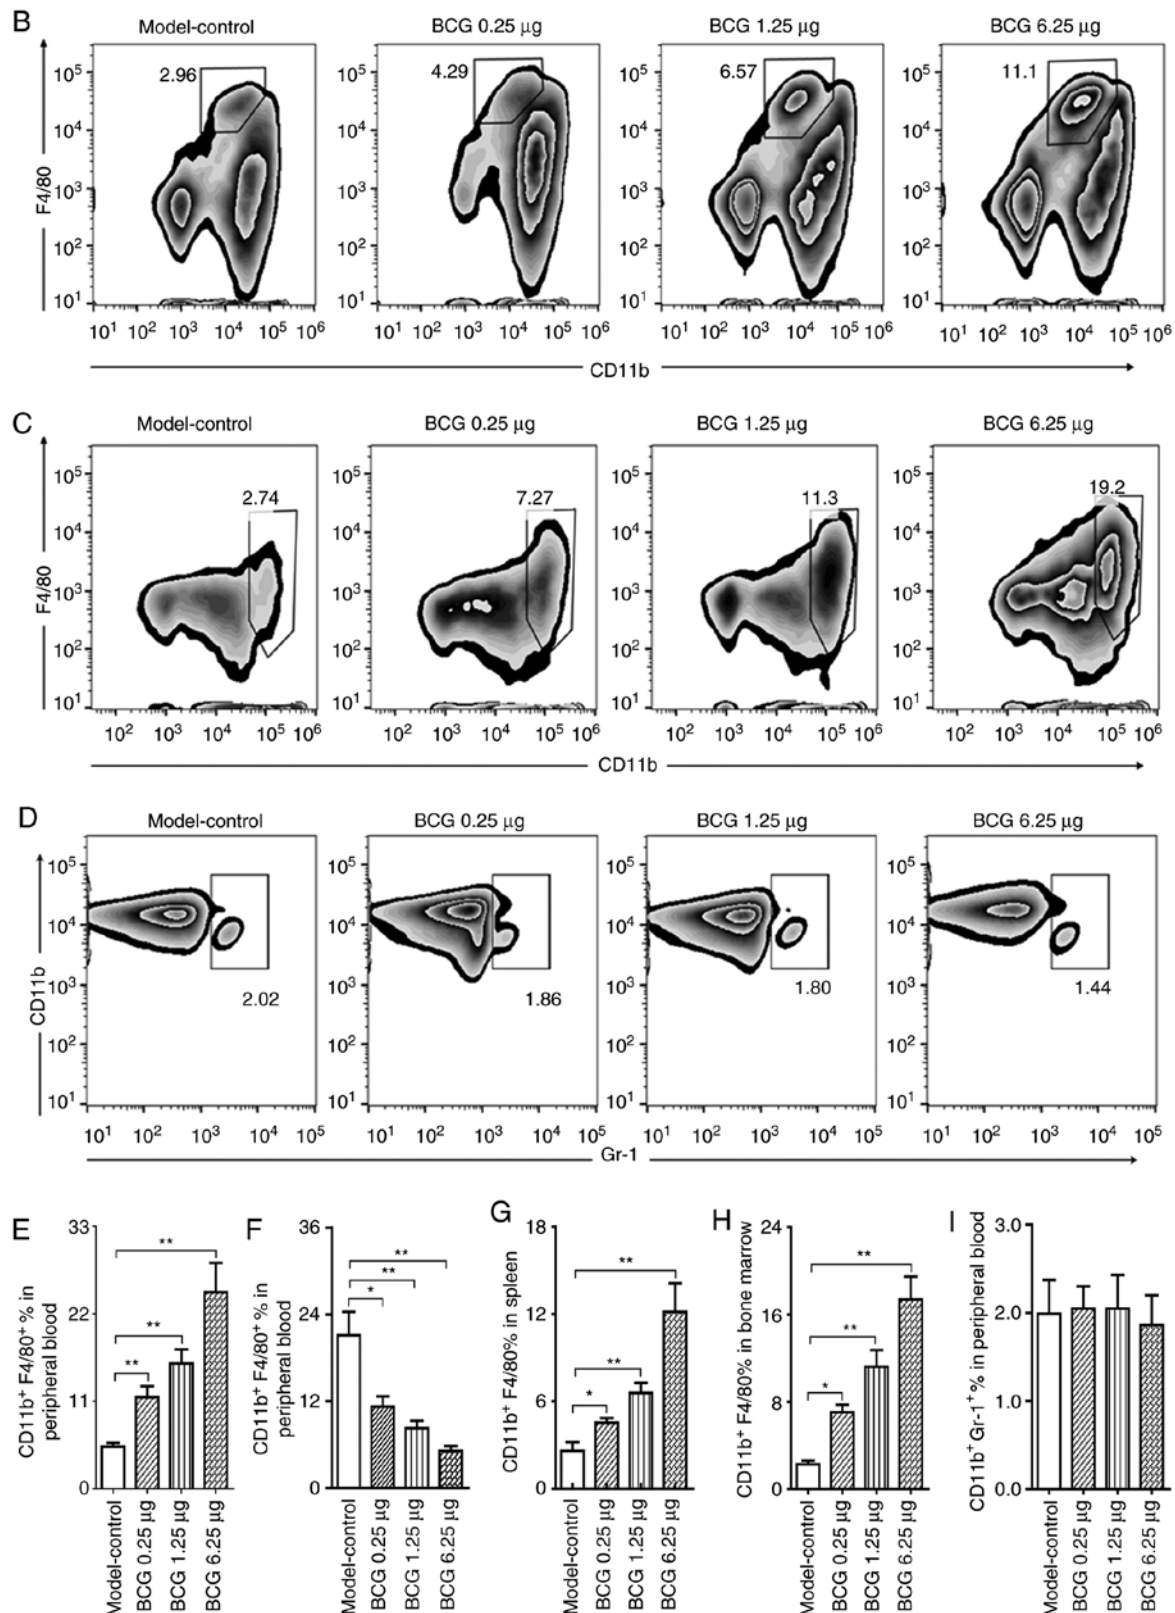 B
Model-control BCG 0.25 µg BCG 1.25 µg BCG 6.25 µg
2.96 4.29 6.57 11.1
10⁵ 10⁵ 10⁵ 10⁵
10⁴ 10⁴ 10⁴ 10⁴
10³ 10³ 10³ 10³
10² 10² 10² 10²
10¹ 10¹ 10¹ 10¹
F4/80
10¹ 10² 10³ 10⁴ 10⁵ 10⁶ 10¹ 10² 10³ 10⁴ 10⁵ 10⁶ 10¹ 10² 10³ 10⁴ 10⁵ 10⁶ 10¹ 10² 10³ 10⁴ 10⁵ 10⁶
CD11b
C
Model-control BCG 0.25 µg BCG 1.25 µg BCG 6.25 µg
2.74 7.27 11.3 19.2
10⁵ 10⁵ 10⁵ 10⁵
10⁴ 10⁴ 10⁴ 10⁴
10³ 10³ 10³ 10³
10² 10² 10² 10²
10¹ 10¹ 10¹ 10¹
F4/80
10² 10³ 10⁴ 10⁵ 10⁶ 10² 10³ 10⁴ 10⁵ 10⁶ 10² 10³ 10⁴ 10⁵ 10⁶ 10² 10³ 10⁴ 10⁵ 10⁶
CD11b
D
Model-control BCG 0.25 µg BCG 1.25 µg BCG 6.25 µg
10⁵ 10⁵ 10⁵ 10⁵
10⁴ 10⁴ 10⁴ 10⁴
10³ 10³ 10³ 10³
2.02 1.86 1.80 1.44
10² 10² 10² 10²
10¹ 10¹ 10¹ 10¹
CD11b
10¹ 10² 10³ 10⁴ 10⁵ 10¹ 10² 10³ 10⁴ 10⁵ 10¹ 10² 10³ 10⁴ 10⁵ 10¹ 10² 10³ 10⁴ 10⁵
Gr-1
E
CD11b⁺ F4/80⁺ % in
peripheral blood
33
22
11
0
**
**
**
Model-control
BCG 0.25 µg
BCG 1.25 µg
BCG 6.25 µg
F
CD11b⁺ F4/80⁺ % in
peripheral blood
36
24
12
0
**
**
*
Model-control
BCG 0.25 µg
BCG 1.25 µg
BCG 6.25 µg
G
CD11b⁺ F4/80% in spleen
18
12
6
0
**
**
*
Model-control
BCG 0.25 µg
BCG 1.25 µg
BCG 6.25 µg
H
CD11b⁺ F4/80% in bone marrow
24
16
8
0
**
**
*
Model-control
BCG 0.25 µg
BCG 1.25 µg
BCG 6.25 µg
I
CD11b⁺Gr-1⁺% in peripheral blood
3.0
2.0
1.0
0.0
Model-control
BCG 0.25 µg
BCG 1.25 µg
BCG 6.25 µg